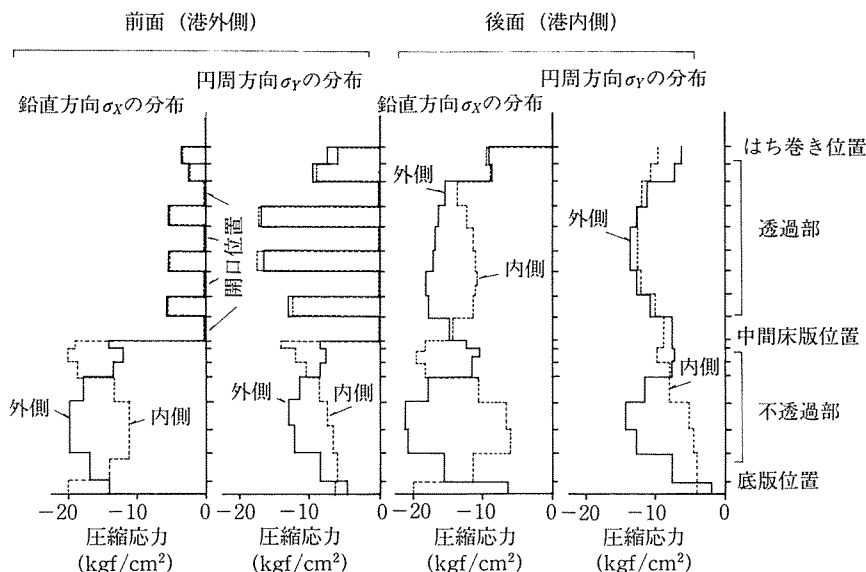 前面(港外側)
後面(港内側)
鉛直方向σXの分布
円周方向σYの分布
鉛直方向σXの分布
円周方向σYの分布
はち巻き位置
透過部
中間床版位置
不透過部
底版位置
開口位置
外側
内側
外側
内側
外側
内側
外側
内側
-20 -10 0
-20 -10 0
-20 -10 0
-20 -10 0
圧縮応力
(kgf/cm²)
圧縮応力
(kgf/cm²)
圧縮応力
(kgf/cm²)
圧縮応力
(kgf/cm²)